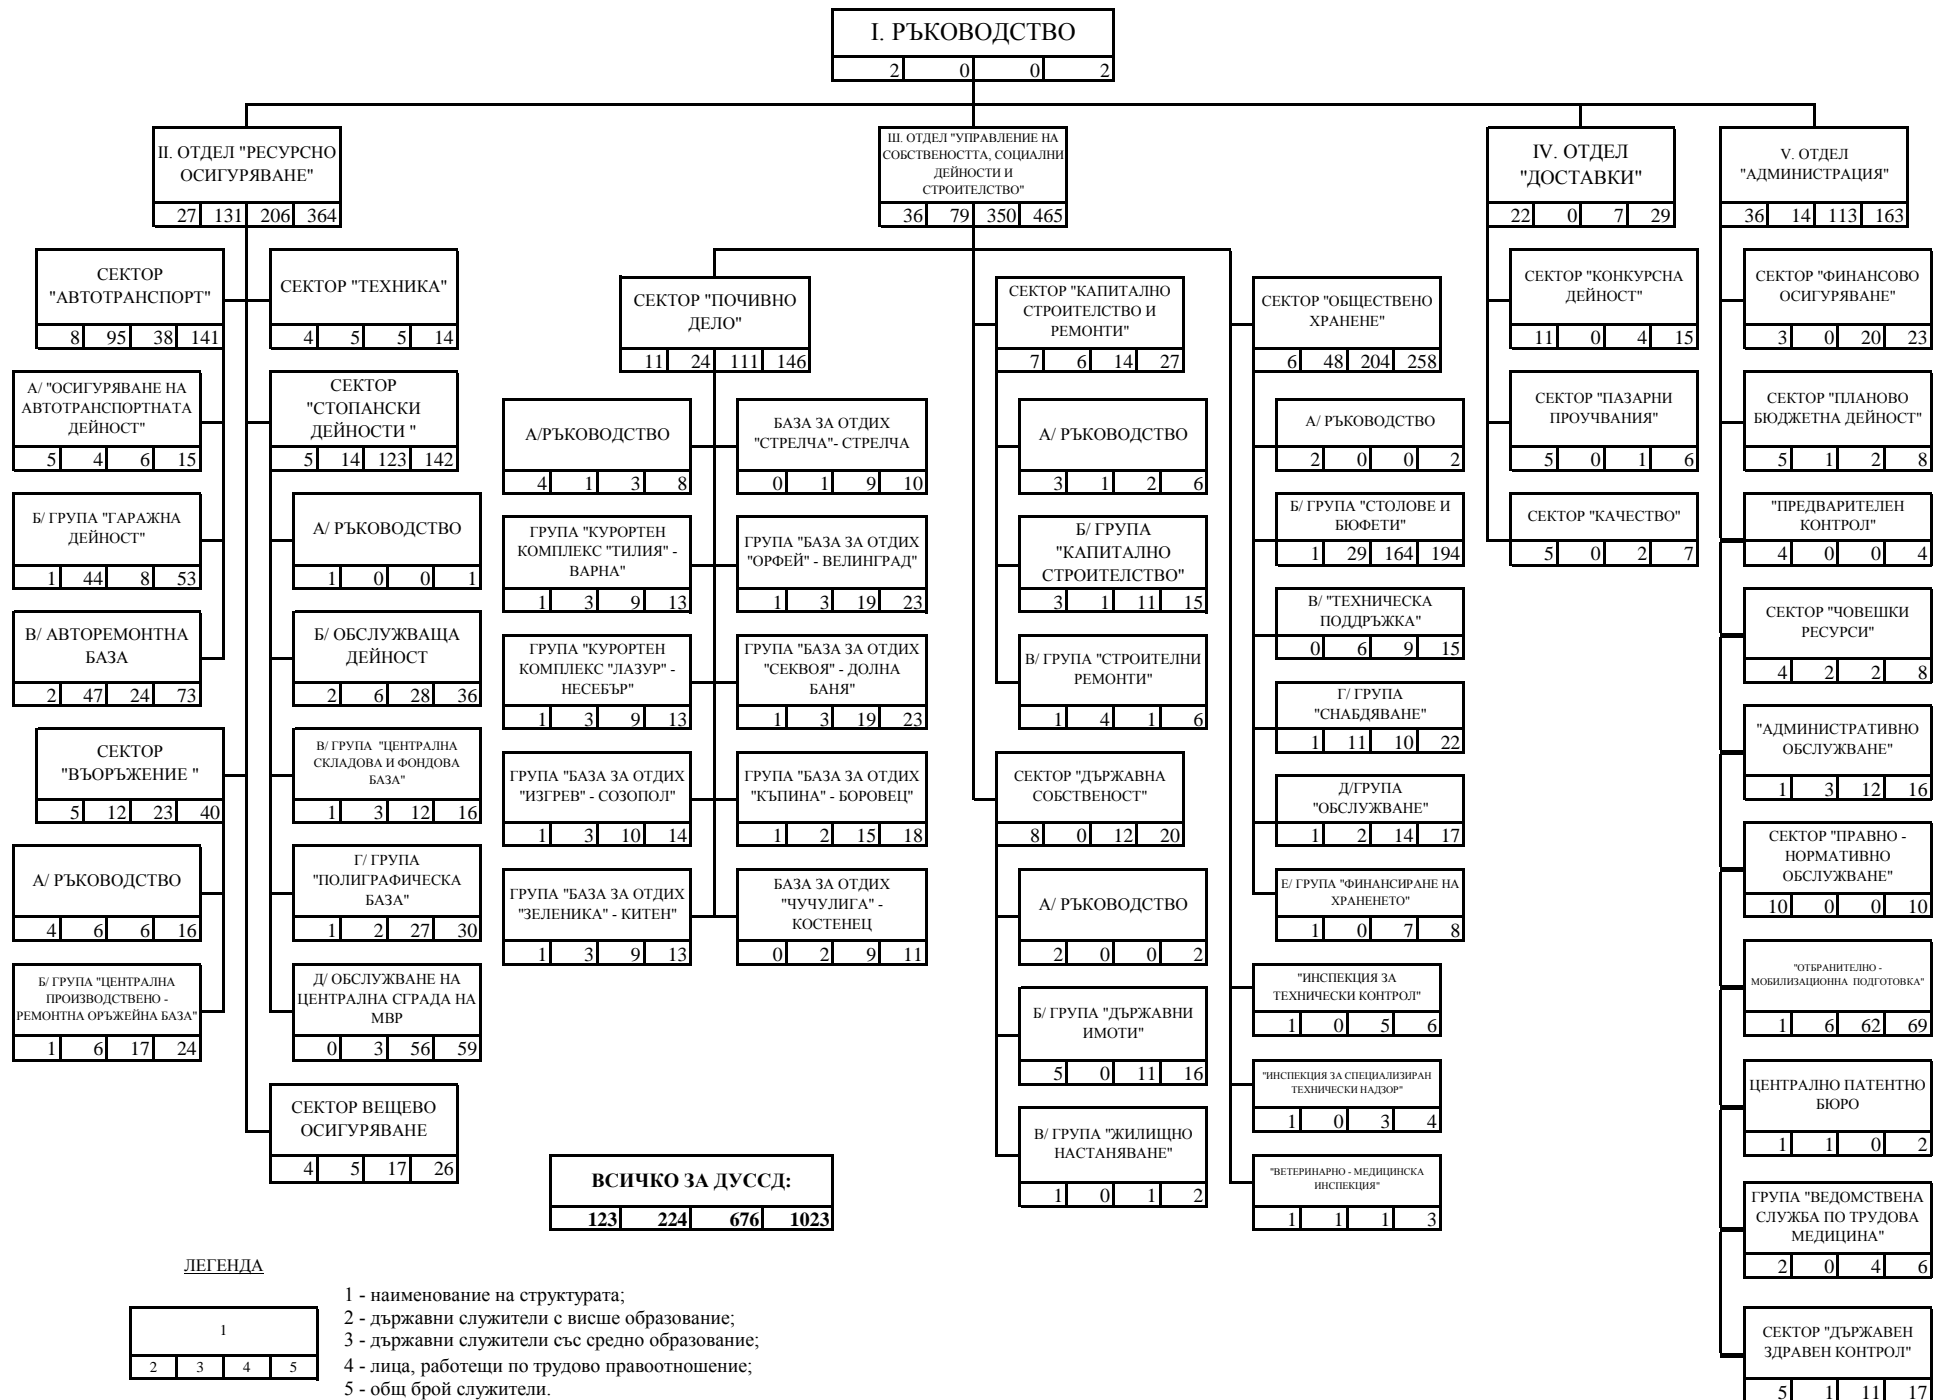 I. РЪКОВОДСТВО
2 0 0 2
II. ОТДЕЛ "РЕСУРСНО
ОСИГУРЯВАНЕ"
27 131 206 364
СЕКТОР
"АВТОТРАНСПОРТ"
8 95 38 141
А/ "ОСИГУРЯВАНЕ НА
АВТОТРАНСПОРТНАТА
ДЕЙНОСТ"
5 4 6 15
Б/ ГРУПА "ГАРАЖНА
ДЕЙНОСТ"
1 44 8 53
В/ АВТОРЕМОНТНА
БАЗА
2 47 24 73
СЕКТОР
"ВЪОРЪЖЕНИЕ "
5 12 23 40
А/ РЪКОВОДСТВО
4 6 6 16
Б/ ГРУПА "ЦЕНТРАЛНА
ПРОИЗВОДСТВЕНО -
РЕМОНТНА ОРЪЖЕЙНА БАЗА"
1 6 17 24
СЕКТОР "ТЕХНИКА"
4 5 5 14
СЕКТОР
"СТОПАНСКИ
ДЕЙНОСТИ "
5 14 123 142
А/ РЪКОВОДСТВО
1 0 0 1
Б/ ОБСЛУЖВАЩА
ДЕЙНОСТ
2 6 28 36
В/ ГРУПА "ЦЕНТРАЛНА
СКЛАДОВА И ФОНДОВА
БАЗА"
1 3 12 16
Г/ ГРУПА
"ПОЛИГРАФИЧЕСКА
БАЗА"
1 2 27 30
Д/ ОБСЛУЖВАНЕ НА
ЦЕНТРАЛНА СГРАДА НА
МВР
0 3 56 59
СЕКТОР ВЕЩЕВО
ОСИГУРЯВАНЕ
4 5 17 26
III. ОТДЕЛ "УПРАВЛЕНИЕ НА
СОБСТВЕНОСТТА, СОЦИАЛНИ
ДЕЙНОСТИ И
СТРОИТЕЛСТВО"
36 79 350 465
СЕКТОР "ПОЧИВНО
ДЕЛО"
11 24 111 146
А/РЪКОВОДСТВО
4 1 3 8
ГРУПА "КУРОРТЕН
КОМПЛЕКС "ТИЛИЯ" -
ВАРНА"
1 3 9 13
ГРУПА "КУРОРТЕН
КОМПЛЕКС "ЛАЗУР" -
НЕСЕБЪР"
1 3 9 13
ГРУПА "БАЗА ЗА ОТДИХ
"ИЗГРЕВ" - СОЗОПОЛ"
1 3 10 14
ГРУПА "БАЗА ЗА ОТДИХ
"ЗЕЛЕНИКА" - КИТЕН"
1 3 9 13
БАЗА ЗА ОТДИХ
"СТРЕЛЧА"- СТРЕЛЧА
0 1 9 10
ГРУПА "БАЗА ЗА ОТДИХ
"ОРФЕЙ" - ВЕЛИНГРАД"
1 3 19 23
ГРУПА "БАЗА ЗА ОТДИХ
"СЕКВОЯ" - ДОЛНА
БАНЯ"
1 3 19 23
ГРУПА "БАЗА ЗА ОТДИХ
"КЪПИНА" - БОРОВЕЦ"
1 2 15 18
БАЗА ЗА ОТДИХ
"ЧУЧУЛИГА" -
КОСТЕНЕЦ
0 2 9 11
СЕКТОР "КАПИТАЛНО
СТРОИТЕЛСТВО И
РЕМОНТИ"
7 6 14 27
А/ РЪКОВОДСТВО
3 1 2 6
Б/ ГРУПА
"КАПИТАЛНО
СТРОИТЕЛСТВО"
3 1 11 15
В/ ГРУПА "СТРОИТЕЛНИ
РЕМОНТИ"
1 4 1 6
СЕКТОР "ДЪРЖАВНА
СОБСТВЕНОСТ"
8 0 12 20
А/ РЪКОВОДСТВО
2 0 0 2
Б/ ГРУПА "ДЪРЖАВНИ
ИМОТИ"
5 0 11 16
В/ ГРУПА "ЖИЛИЩНО
НАСТАНЯВАНЕ"
1 0 1 2
СЕКТОР "ОБЩЕСТВЕНО
ХРАНЕНЕ"
6 48 204 258
А/ РЪКОВОДСТВО
2 0 0 2
Б/ ГРУПА "СТОЛОВЕ И
БЮФЕТИ"
1 29 164 194
В/ "ТЕХНИЧЕСКА
ПОДДРЪЖКА"
0 6 9 15
Г/ ГРУПА
"СНАБДЯВАНЕ"
1 11 10 22
Д/ГРУПА
"ОБСЛУЖВАНЕ"
1 2 14 17
Е/ ГРУПА "ФИНАНСИРАНЕ НА
ХРАНЕНЕТО"
1 0 7 8
"ИНСПЕКЦИЯ ЗА
ТЕХНИЧЕСКИ КОНТРОЛ"
1 0 5 6
"ИНСПЕКЦИЯ ЗА СПЕЦИАЛИЗИРАН
ТЕХНИЧЕСКИ НАДЗОР"
1 0 3 4
"ВЕТЕРИНАРНО - МЕДИЦИНСКА
ИНСПЕКЦИЯ"
1 1 1 3
IV. ОТДЕЛ
"ДОСТАВКИ"
22 0 7 29
СЕКТОР "КОНКУРСНА
ДЕЙНОСТ"
11 0 4 15
СЕКТОР "ПАЗАРНИ
ПРОУЧВАНИЯ"
5 0 1 6
СЕКТОР "КАЧЕСТВО"
5 0 2 7
V. ОТДЕЛ
"АДМИНИСТРАЦИЯ"
36 14 113 163
СЕКТОР "ФИНАНСОВО
ОСИГУРЯВАНЕ"
3 0 20 23
СЕКТОР "ПЛАНОВО
БЮДЖЕТНА ДЕЙНОСТ"
5 1 2 8
"ПРЕДВАРИТЕЛЕН
КОНТРОЛ"
4 0 0 4
СЕКТОР "ЧОВЕШКИ
РЕСУРСИ"
4 2 2 8
"АДМИНИСТРАТИВНО
ОБСЛУЖВАНЕ"
1 3 12 16
СЕКТОР "ПРАВНО -
НОРМАТИВНО
ОБСЛУЖВАНЕ"
10 0 0 10
"ОТБРАНИТЕЛНО -
МОБИЛИЗАЦИОННА ПОДГОТОВКА"
1 6 62 69
ЦЕНТРАЛНО ПАТЕНТНО
БЮРО
1 1 0 2
ГРУПА "ВЕДОМСТВЕНА
СЛУЖБА ПО ТРУДОВА
МЕДИЦИНА"
2 0 4 6
СЕКТОР "ДЪРЖАВЕН
ЗДРАВЕН КОНТРОЛ"
5 1 11 17
ВСИЧКО ЗА ДУССД:
123 224 676 1023
ЛЕГЕНДА
1
2 3 4 5
1 - наименование на структурата;
2 - държавни служители с висше образование;
3 - държавни служители със средно образование;
4 - лица, работещи по трудово правоотношение;
5 - общ брой служители.